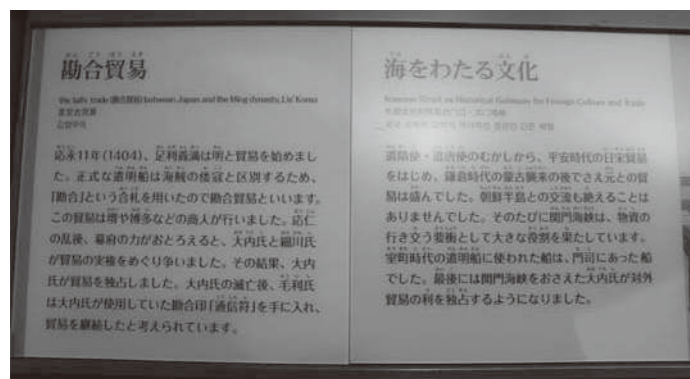 勘合貿易
the tally trade (勘合貿易) between Japan and the Ming dynasty,
応永11年(1404)、足利義満は明と貿易を始めまし
た。正式な遣明船は海賊の倭寇と区別するため、
「勘合」という合札を用いたので勘合貿易といいます。
この貿易は堺や博多などの商人が行いました。応仁
の乱後、幕府の力がおとろえると、大内氏と細川氏
が貿易の実権をめぐり争いました。その結果、大内
氏が貿易を独占しました。大内氏の滅亡後、毛利氏
は大内氏が使用していた勘合印「通信符」を手に入れ、
貿易を継続したと考えられています。
海をわたる文化
Kanmon Strait as Historical Gateway for Foreign Culture and Trade
遣隋使・遣唐使のむかしから、平安時代の日宋貿易
をはじめ、鎌倉時代の蒙古襲来の後でさえ元との貿
易は盛んでした。朝鮮半島との交流も絶えることは
ありませんでした。そのたびに関門海峡は、物資の
行き交う要衝として大きな役割を果たしています。
室町時代の遣明船に使われた船は、門司にあった船
でした。最後には関門海峡をおさえた大内氏が対外
貿易の利を独占するようになりました。